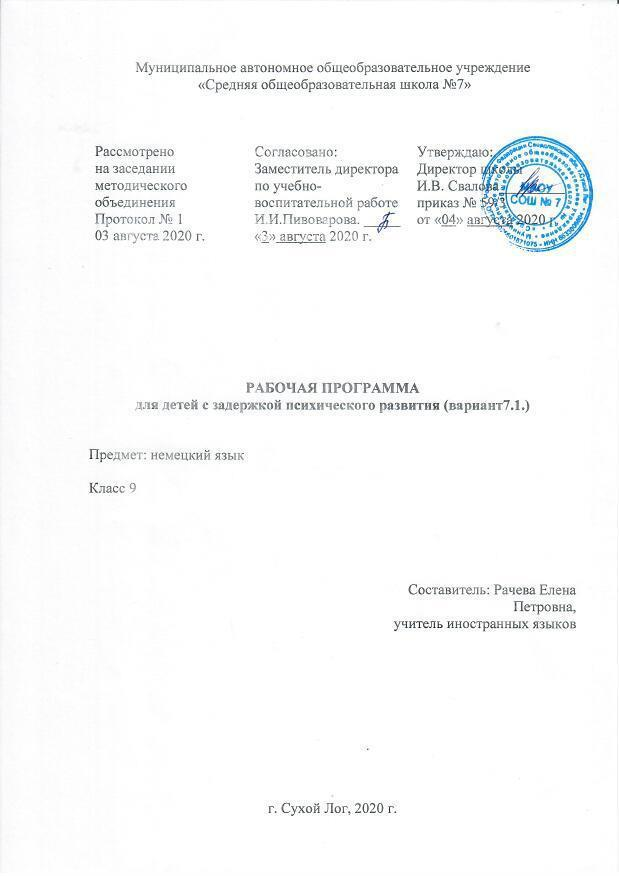 Муниципальное автономное общеобразовательное учреждение
«Средняя общеобразовательная школа №7»
Рассмотрено
на заседании
методического
объединения
Протокол № 1
03 августа 2020 г.
Согласовано:
Заместитель директора
по учебно-
воспитательной работе
И.И.Пивоварова.
«3» августа 2020 г.
Утверждаю:
Директор школы
И.В. Свалова
приказ № 59/3
от «04» августа 2020 г.
МАОУ
СОШ № 7
РАБОЧАЯ ПРОГРАММА
для детей с задержкой психического развития (вариант7.1.)
Предмет: немецкий язык
Класс 9
Составитель: Рачева Елена
Петровна,
учитель иностранных языков
г. Сухой Лог, 2020 г.